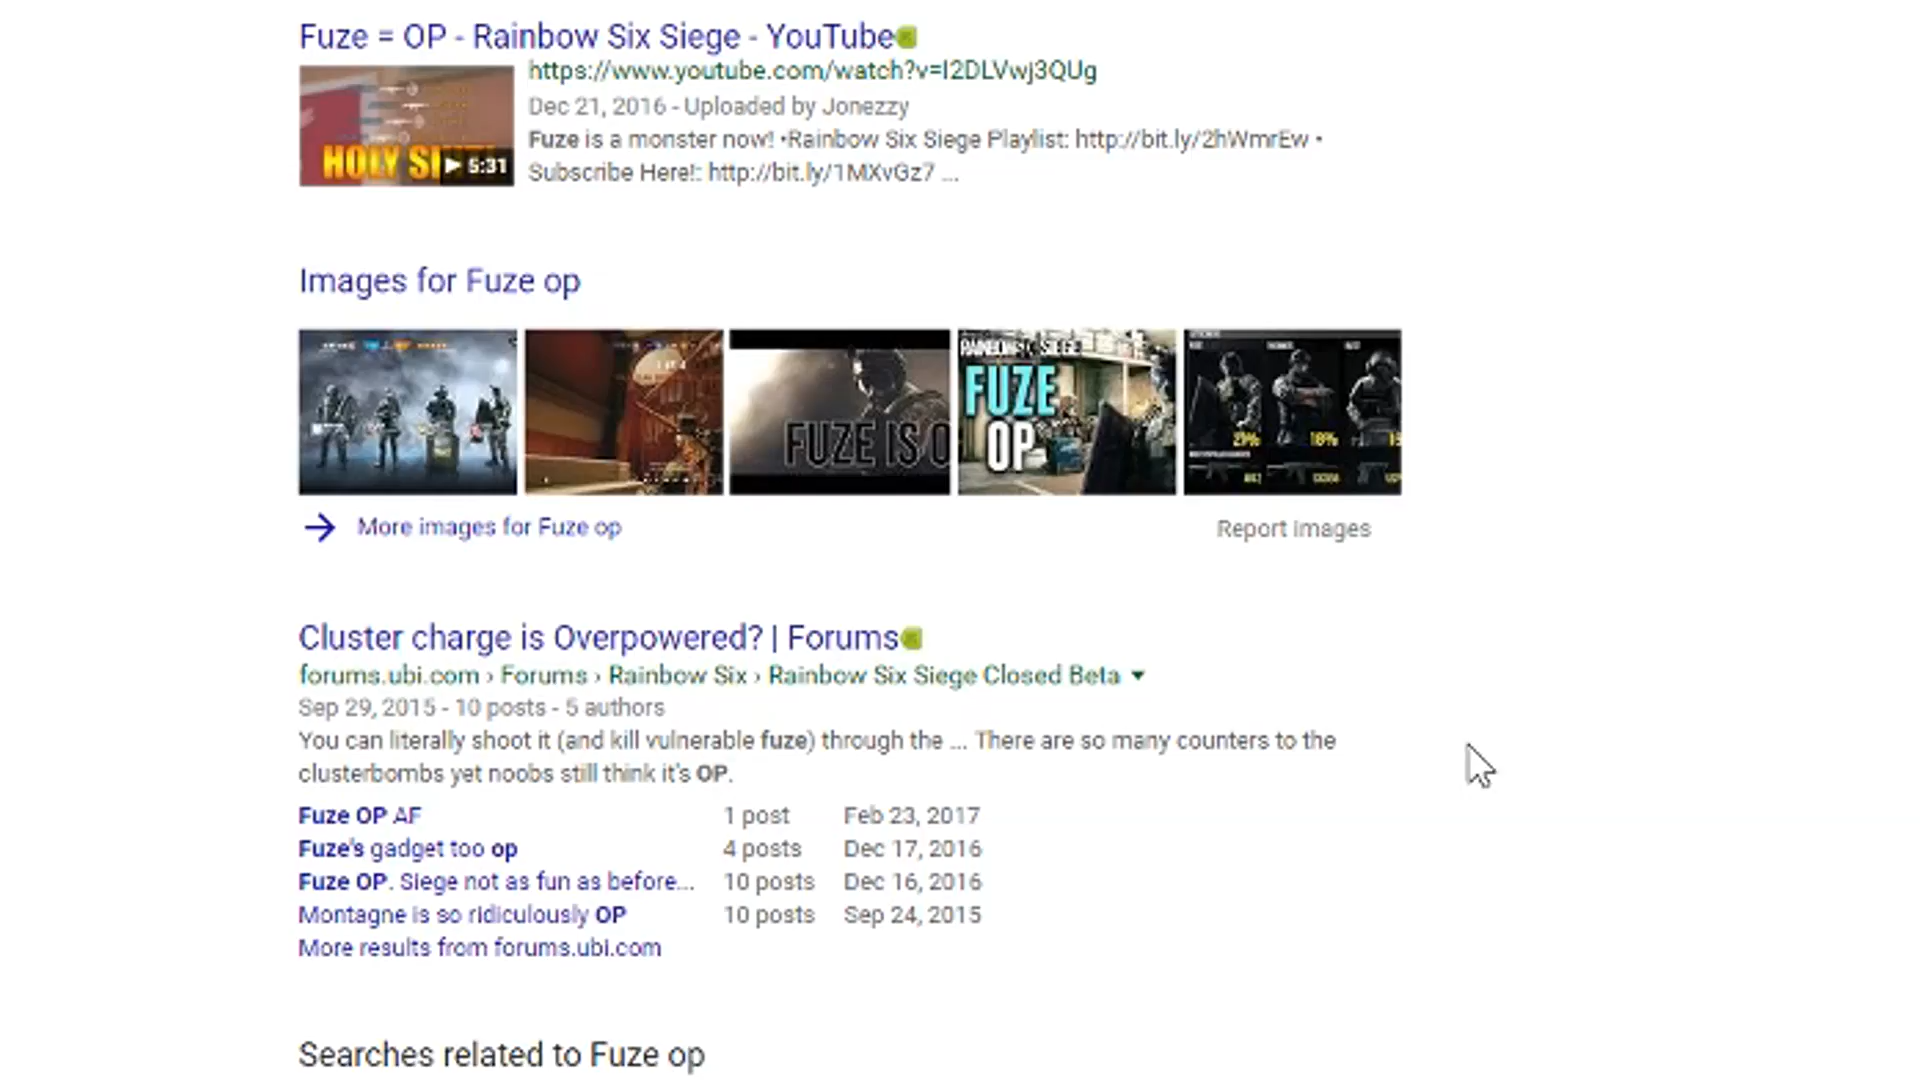 Fuze = OP - Rainbow Six Siege - YouTube
https://www.youtube.com/watch?v=I2DLVwj3QUg
Dec 21, 2016 - Uploaded by Jonezzy
Fuze is a monster now! •Rainbow Six Siege Playlist: http://bit.ly/2hWmrEw •
Subscribe Here!: http://bit.ly/1MXvGz7 ...
HOLY
5:31
Images for Fuze op
FUZE IS O
RAINBOW SIEGE
FUZE
OP
21%
18%
More images for Fuze op
Report images
Cluster charge is Overpowered? | Forums
forums.ubi.com › Forums › Rainbow Six › Rainbow Six Siege Closed Beta
Sep 29, 2015 - 10 posts - 5 authors
You can literally shoot it (and kill vulnerable fuze) through the ... There are so many counters to the
clusterbombs yet noobs still think it's OP.
Fuze OP AF 1 post Feb 23, 2017
Fuze's gadget too op 4 posts Dec 17, 2016
Fuze OP. Siege not as fun as before... 10 posts Dec 16, 2016
Montagne is so ridiculously OP 10 posts Sep 24, 2015
More results from forums.ubi.com
Searches related to Fuze op